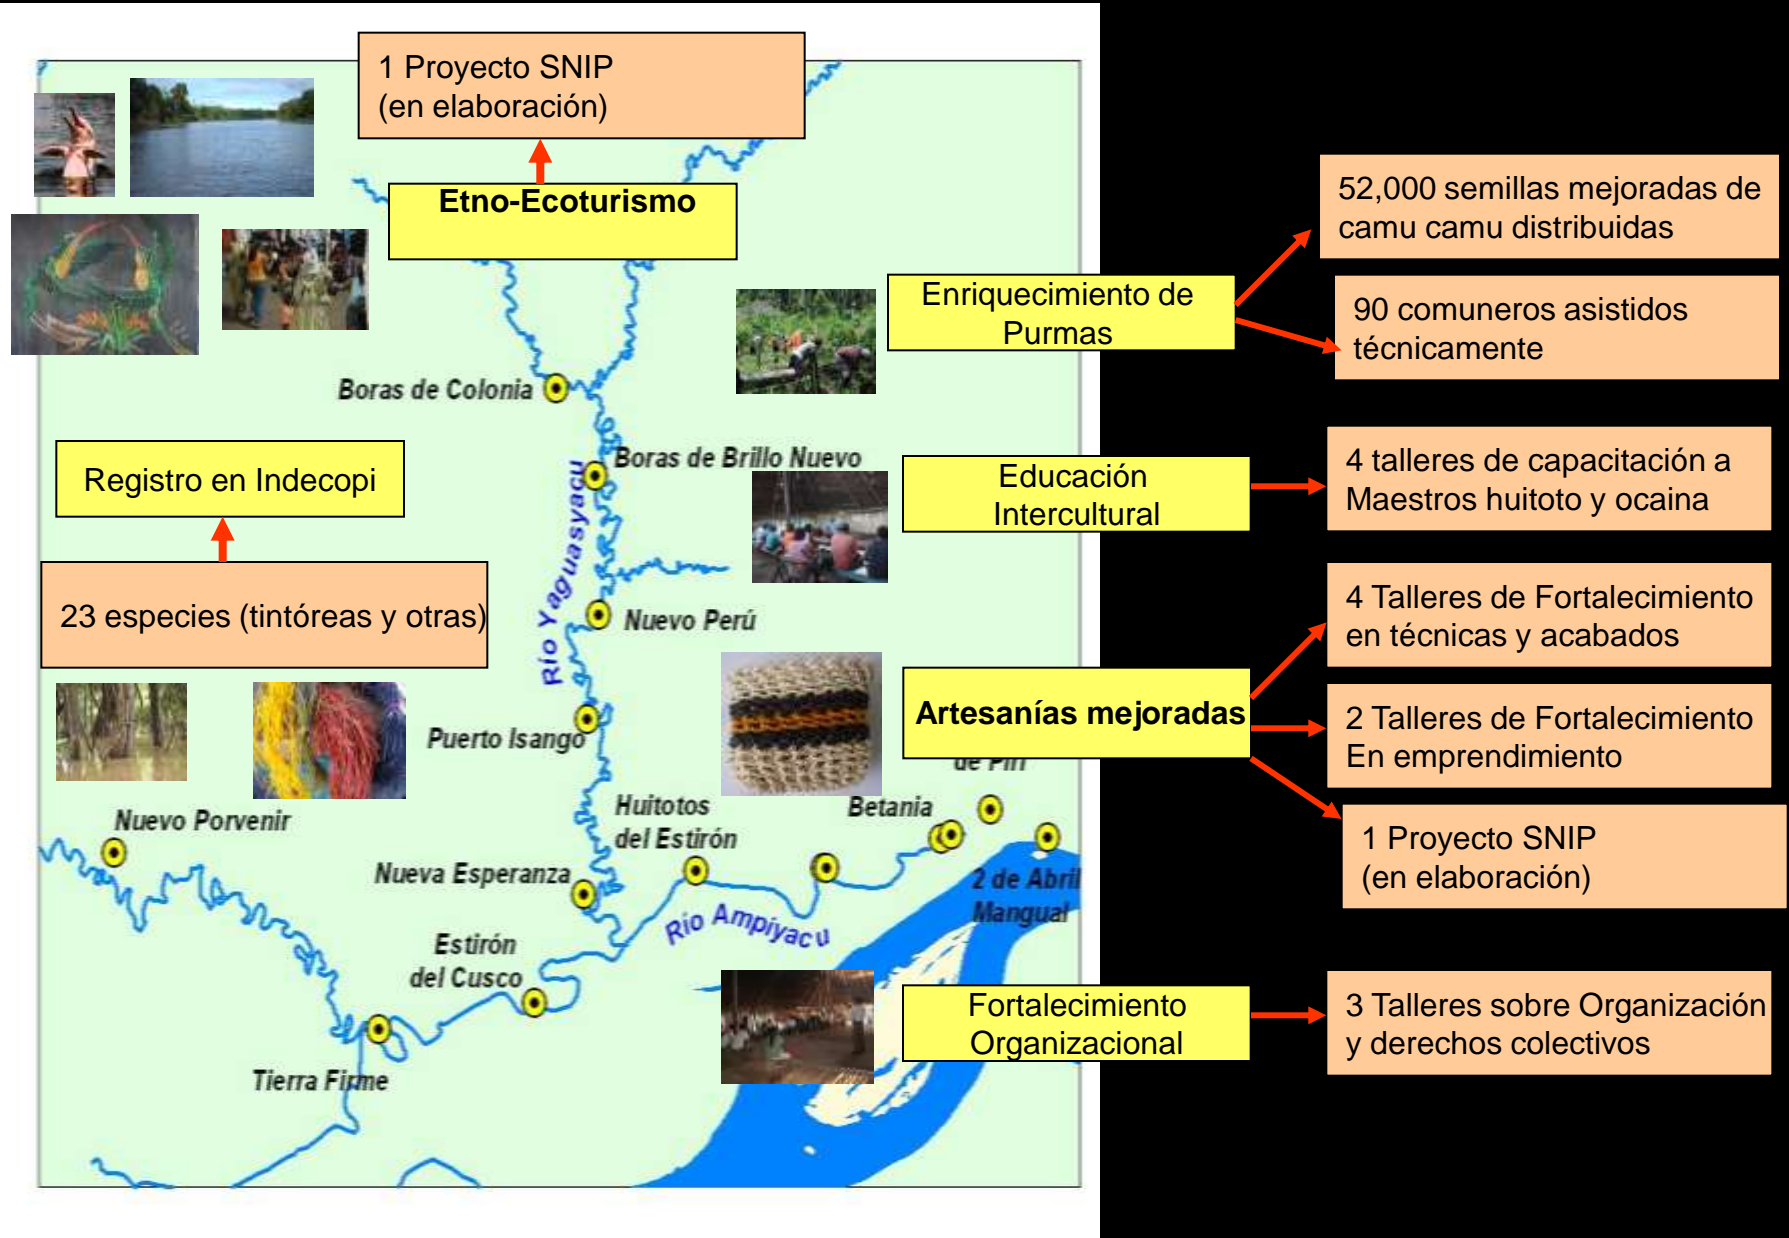 1 Proyecto SNIP
(en elaboración)
Etno-Ecoturismo
52,000 semillas mejoradas de
camu camu distribuidas
Enriquecimiento de
Purmas
90 comuneros asistidos
técnicamente
Boras de Colonia
Registro en Indecopi
Boras de Brillo Nuevo
Educación
Intercultural
4 talleres de capacitación a
Maestros huitoto y ocaina
Río Yaguasyacu
23 especies (tintóreas y otras)
Nuevo Perú
4 Talleres de Fortalecimiento
en técnicas y acabados
Artesanías mejoradas
2 Talleres de Fortalecimiento
En emprendimiento
Puerto Isango
de Piri
Nuevo Porvenir
Huitotos
del Estirón
Betania
1 Proyecto SNIP
(en elaboración)
Nueva Esperanza
2 de Abril
Mangual
Río Ampiyacu
Estirón
del Cusco
Fortalecimiento
Organizacional
3 Talleres sobre Organización
y derechos colectivos
Tierra Firme